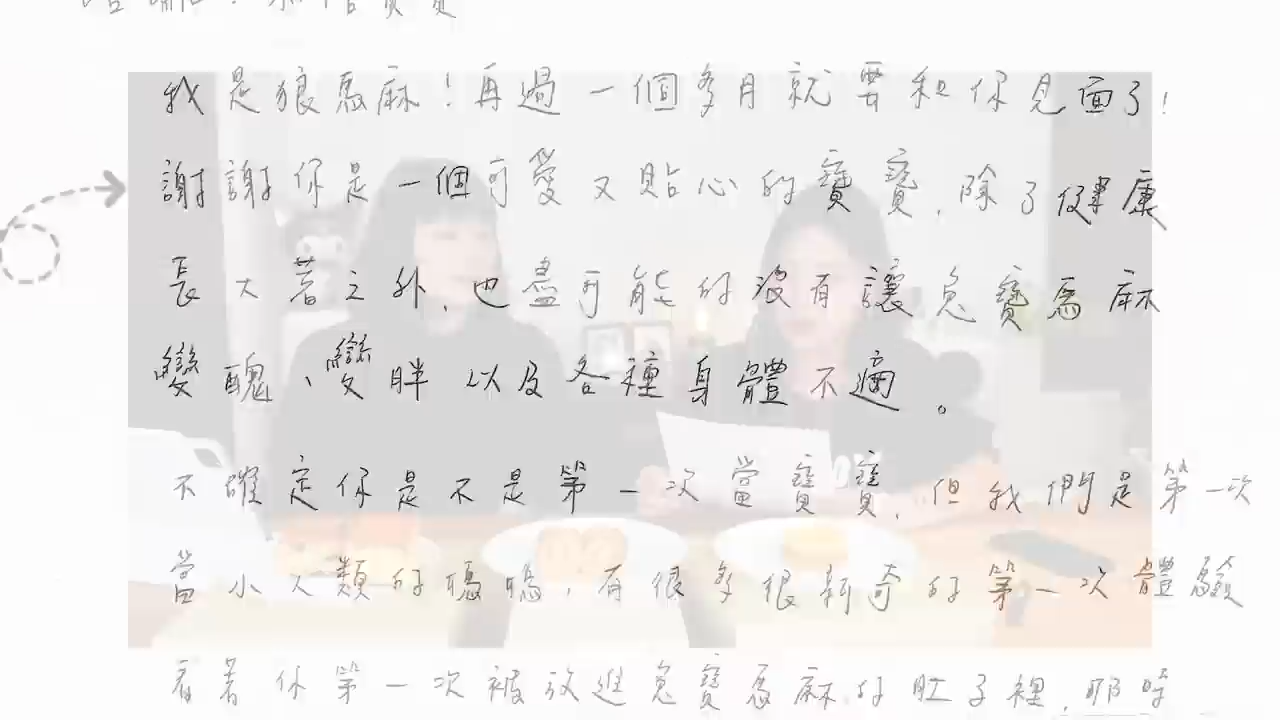 我是狼馬麻！再過一個多月就要和你見面了！
謝謝你是一個可愛又貼心的寶寶，除了健康
長大著之外，也盡可能的沒有讓兔寶馬麻
變醜、變胖 以及各種身體不適。
不確定你是不是第一次當寶寶，但我們是第一次
當小人類的 ，有很多很新奇的第一次體驗
看著你第一次被放進兔寶馬麻的肚子裡，那時